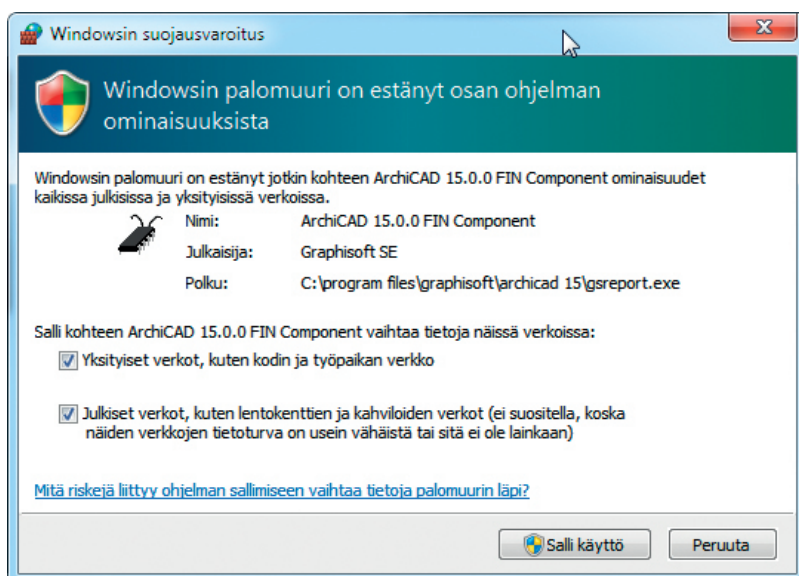 Windowsin suojausvaroitus
Windowsin palomuuri on estänyt osan ohjelman
ominaisuuksista
Windowsin palomuuri on estänyt jotkin kohteen ArchiCAD 15.0.0 FIN Component ominaisuudet
kaikissa julkisissa ja yksityisissä verkoissa.
Nimi: ArchiCAD 15.0.0 FIN Component
Julkaisija: Graphisoft SE
Polku: C:\program files\graphisoft\archicad 15\gsreport.exe
Salli kohteen ArchiCAD 15.0.0 FIN Component vaihtaa tietoja näissä verkoissa:
Yksityiset verkot, kuten kodin ja työpaikan verkko
Julkiset verkot, kuten lentokenttien ja kahviloiden verkot (ei suositella, koska
näiden verkkojen tietoturva on usein vähäistä tai sitä ei ole lainkaan)
Mitä riskejä liittyy ohjelman sallimiseen vaihtaa tietoja palomuurin läpi?
Salli käyttö Peruuta